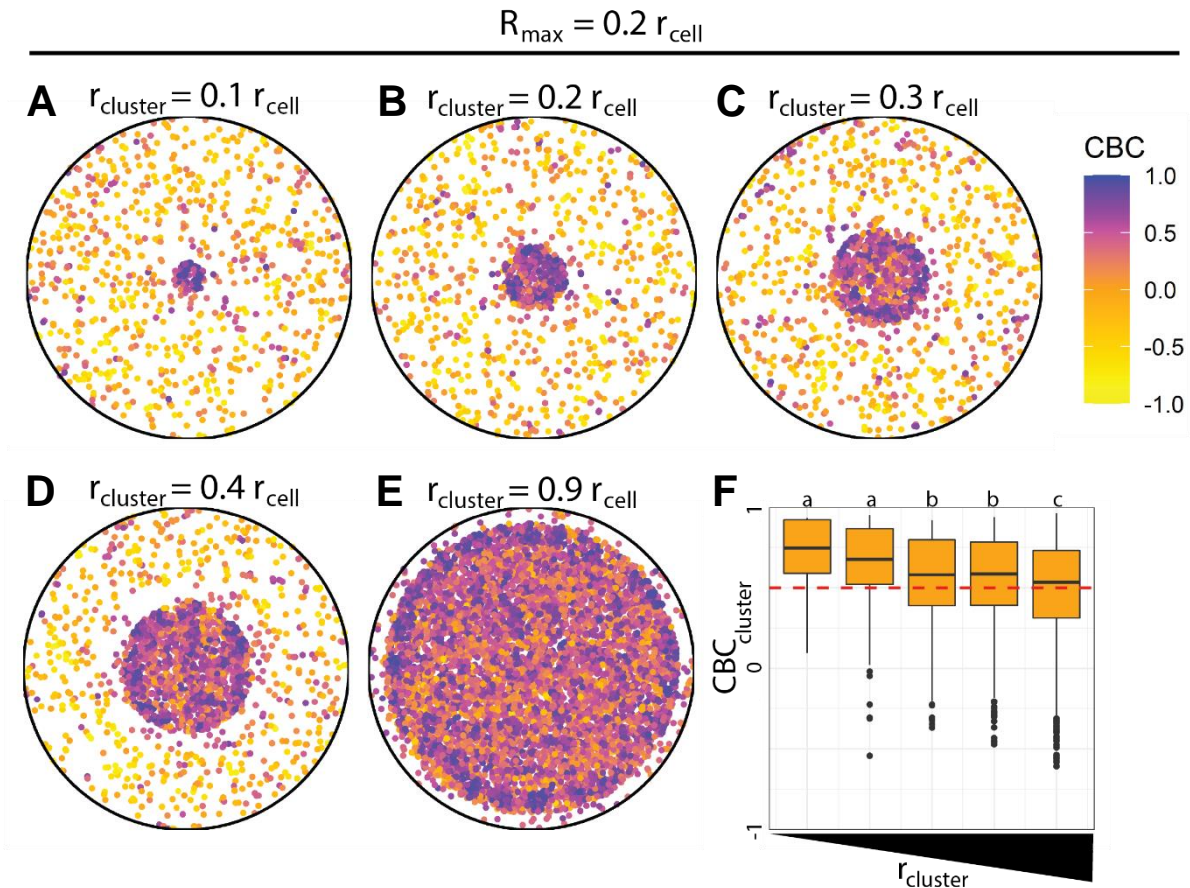 R_max = 0.2 r_cell
A r_cluster = 0.1 r_cell
B r_cluster = 0.2 r_cell
C r_cluster = 0.3 r_cell
CBC
1.0
0.5
0.0
-0.5
-1.0
D r_cluster = 0.4 r_cell
E r_cluster = 0.9 r_cell
F
a a b b c
1
0
-1
CBC_cluster
r_cluster